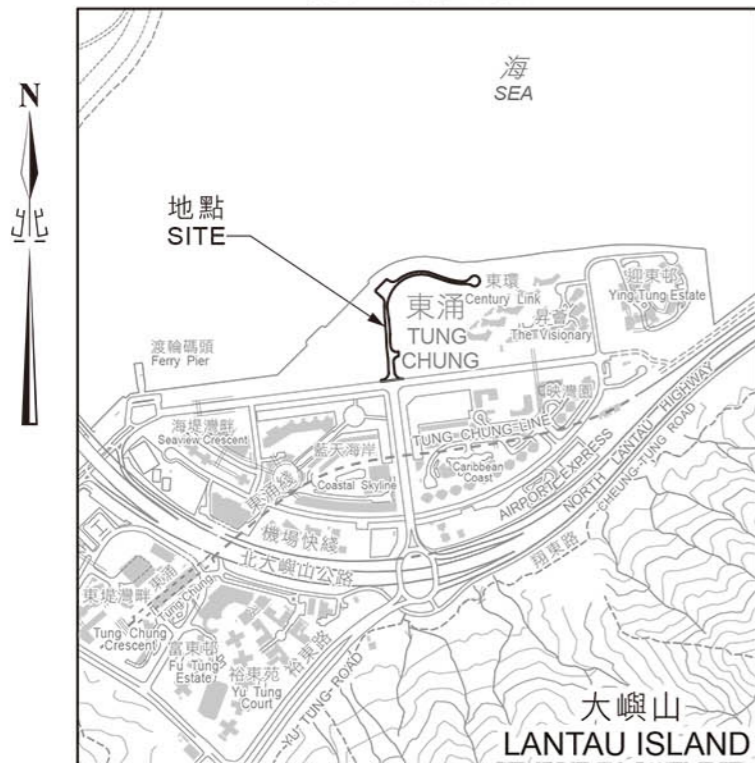 海
SEA
N
地點
SITE
東環
Century Link
迎東邨
Ying Tung Estate
東涌
TUNG
CHUNG
昇薈
The Visionary
渡輪碼頭
Ferry Pier
映灣園
海堤灣畔
Seaview Crescent
藍天海岸
Coastal Skyline
TUNG CHUNG LINE
東涌綫
Caribbean
Coast
AIRPORT EXPRESS
NORTH LANTAU HIGHWAY
CHEUNG TUNG ROAD
機場快綫
北大嶼山公路
翔東路
東堤灣畔
Tung Chung
Crescent
東涌
Tung Chung
富東邨
Fu Tung
Estate
裕東苑
Yu Tung
Court
裕東路
YU TUNG ROAD
大嶼山
LANTAU ISLAND